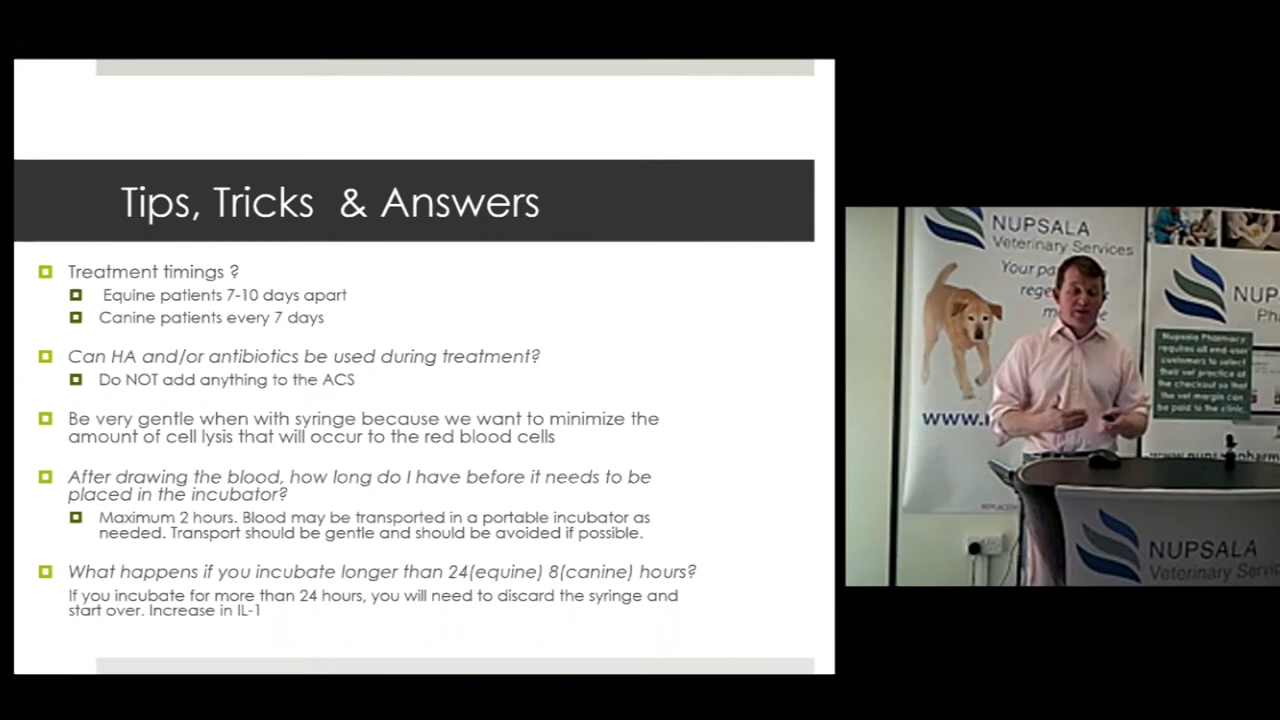 Tips, Tricks & Answers
Treatment timings ?
Equine patients 7-10 days apart
Canine patients every 7 days
Can HA and/or antibiotics be used during treatment?
Do NOT add anything to the ACS
Be very gentle when with syringe because we want to minimize the
amount of cell lysis that will occur to the red blood cells
After drawing the blood, how long do I have before it needs to be
placed in the incubator?
Maximum 2 hours. Blood may be transported in a portable incubator as
needed. Transport should be gentle and should be avoided if possible.
What happens if you incubate longer than 24(equine) 8(canine) hours?
If you incubate for more than 24 hours, you will need to discard the syringe and
start over. Increase in IL-1
NUPSALA
Veterinary Services
Your pa
rege
m
www.
NUP
Ph
Nupsala Pharmacy
requires all end-user
customers to select
their vet practice at
the checkout so that
the vet margin can
be paid to the clinic
NUPSALA
Veterinary Servic